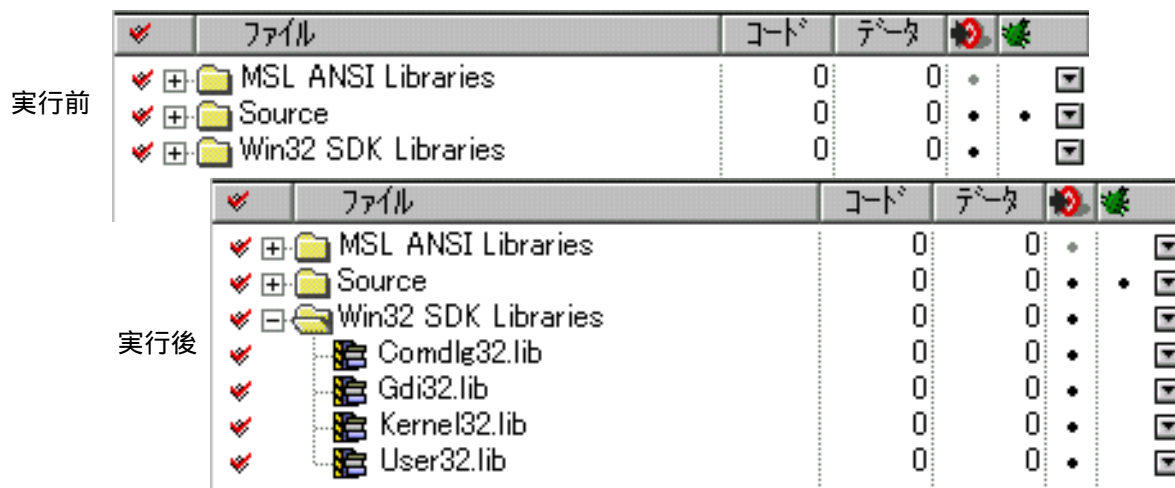 ファイル コード データ
実行前
MSL ANSI Libraries 0 0
Source 0 0
Win32 SDK Libraries 0 0
ファイル コード データ
MSL ANSI Libraries 0 0
Source 0 0
Win32 SDK Libraries 0 0
実行後
Comdlg32.lib 0 0
Gdi32.lib 0 0
Kernel32.lib 0 0
User32.lib 0 0